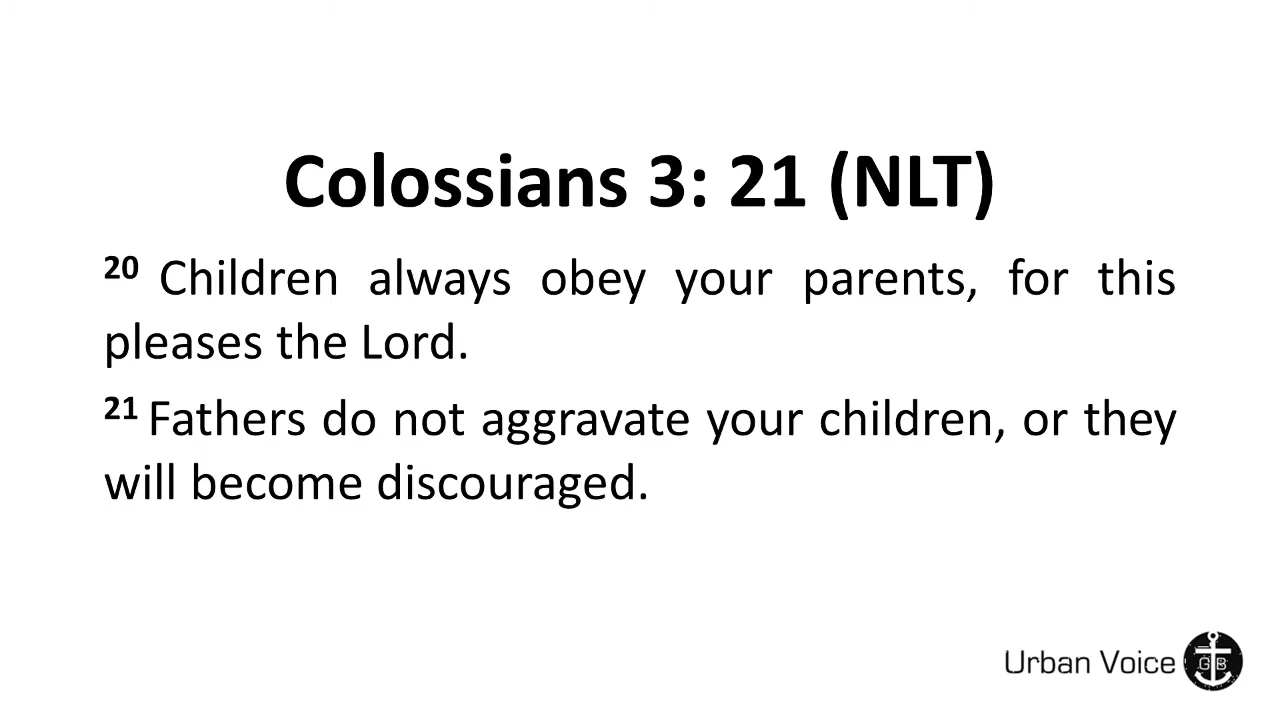 Colossians 3: 21 (NLT)
20 Children always obey your parents, for this
pleases the Lord.
21 Fathers do not aggravate your children, or they
will become discouraged.
Urban Voice GB